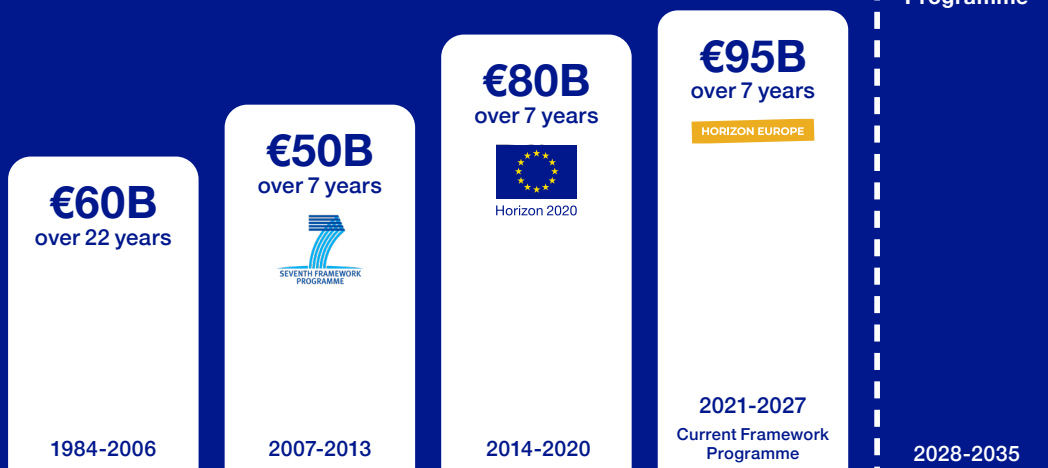 €60B
over 22 years
1984-2006
€50B
over 7 years
7
SEVENTH FRAMEWORK
PROGRAMME
2007-2013
€80B
over 7 years
Horizon 2020
2014-2020
€95B
over 7 years
HORIZON EUROPE
2021-2027
Current Framework
Programme
Programme
2028-2035